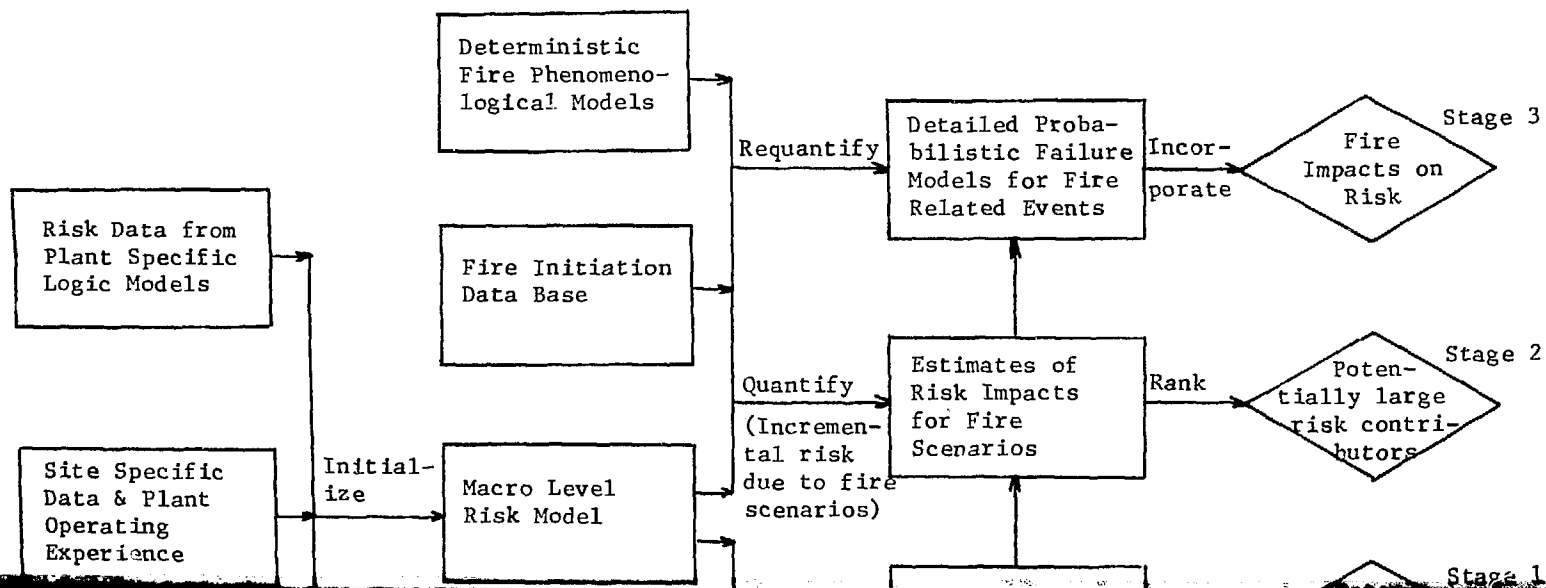 Deterministic
Fire Phenomeno-
logical Models
Requantify
Detailed Proba-
bilistic Failure
Models for Fire
Related Events
Incor-
porate
Stage 3
Fire
Impacts on
Risk
Risk Data from
Plant Specific
Logic Models
Fire Initiation
Data Base
Quantify
(Incremen-
tal risk
due to fire
scenarios)
Estimates of
Risk Impacts
for Fire
Scenarios
Rank
Stage 2
Poten-
tially large
risk contri-
butors
Site Specific
Data & Plant
Operating
Experience
Initial-
ize
Macro Level
Risk Model
Stage 1